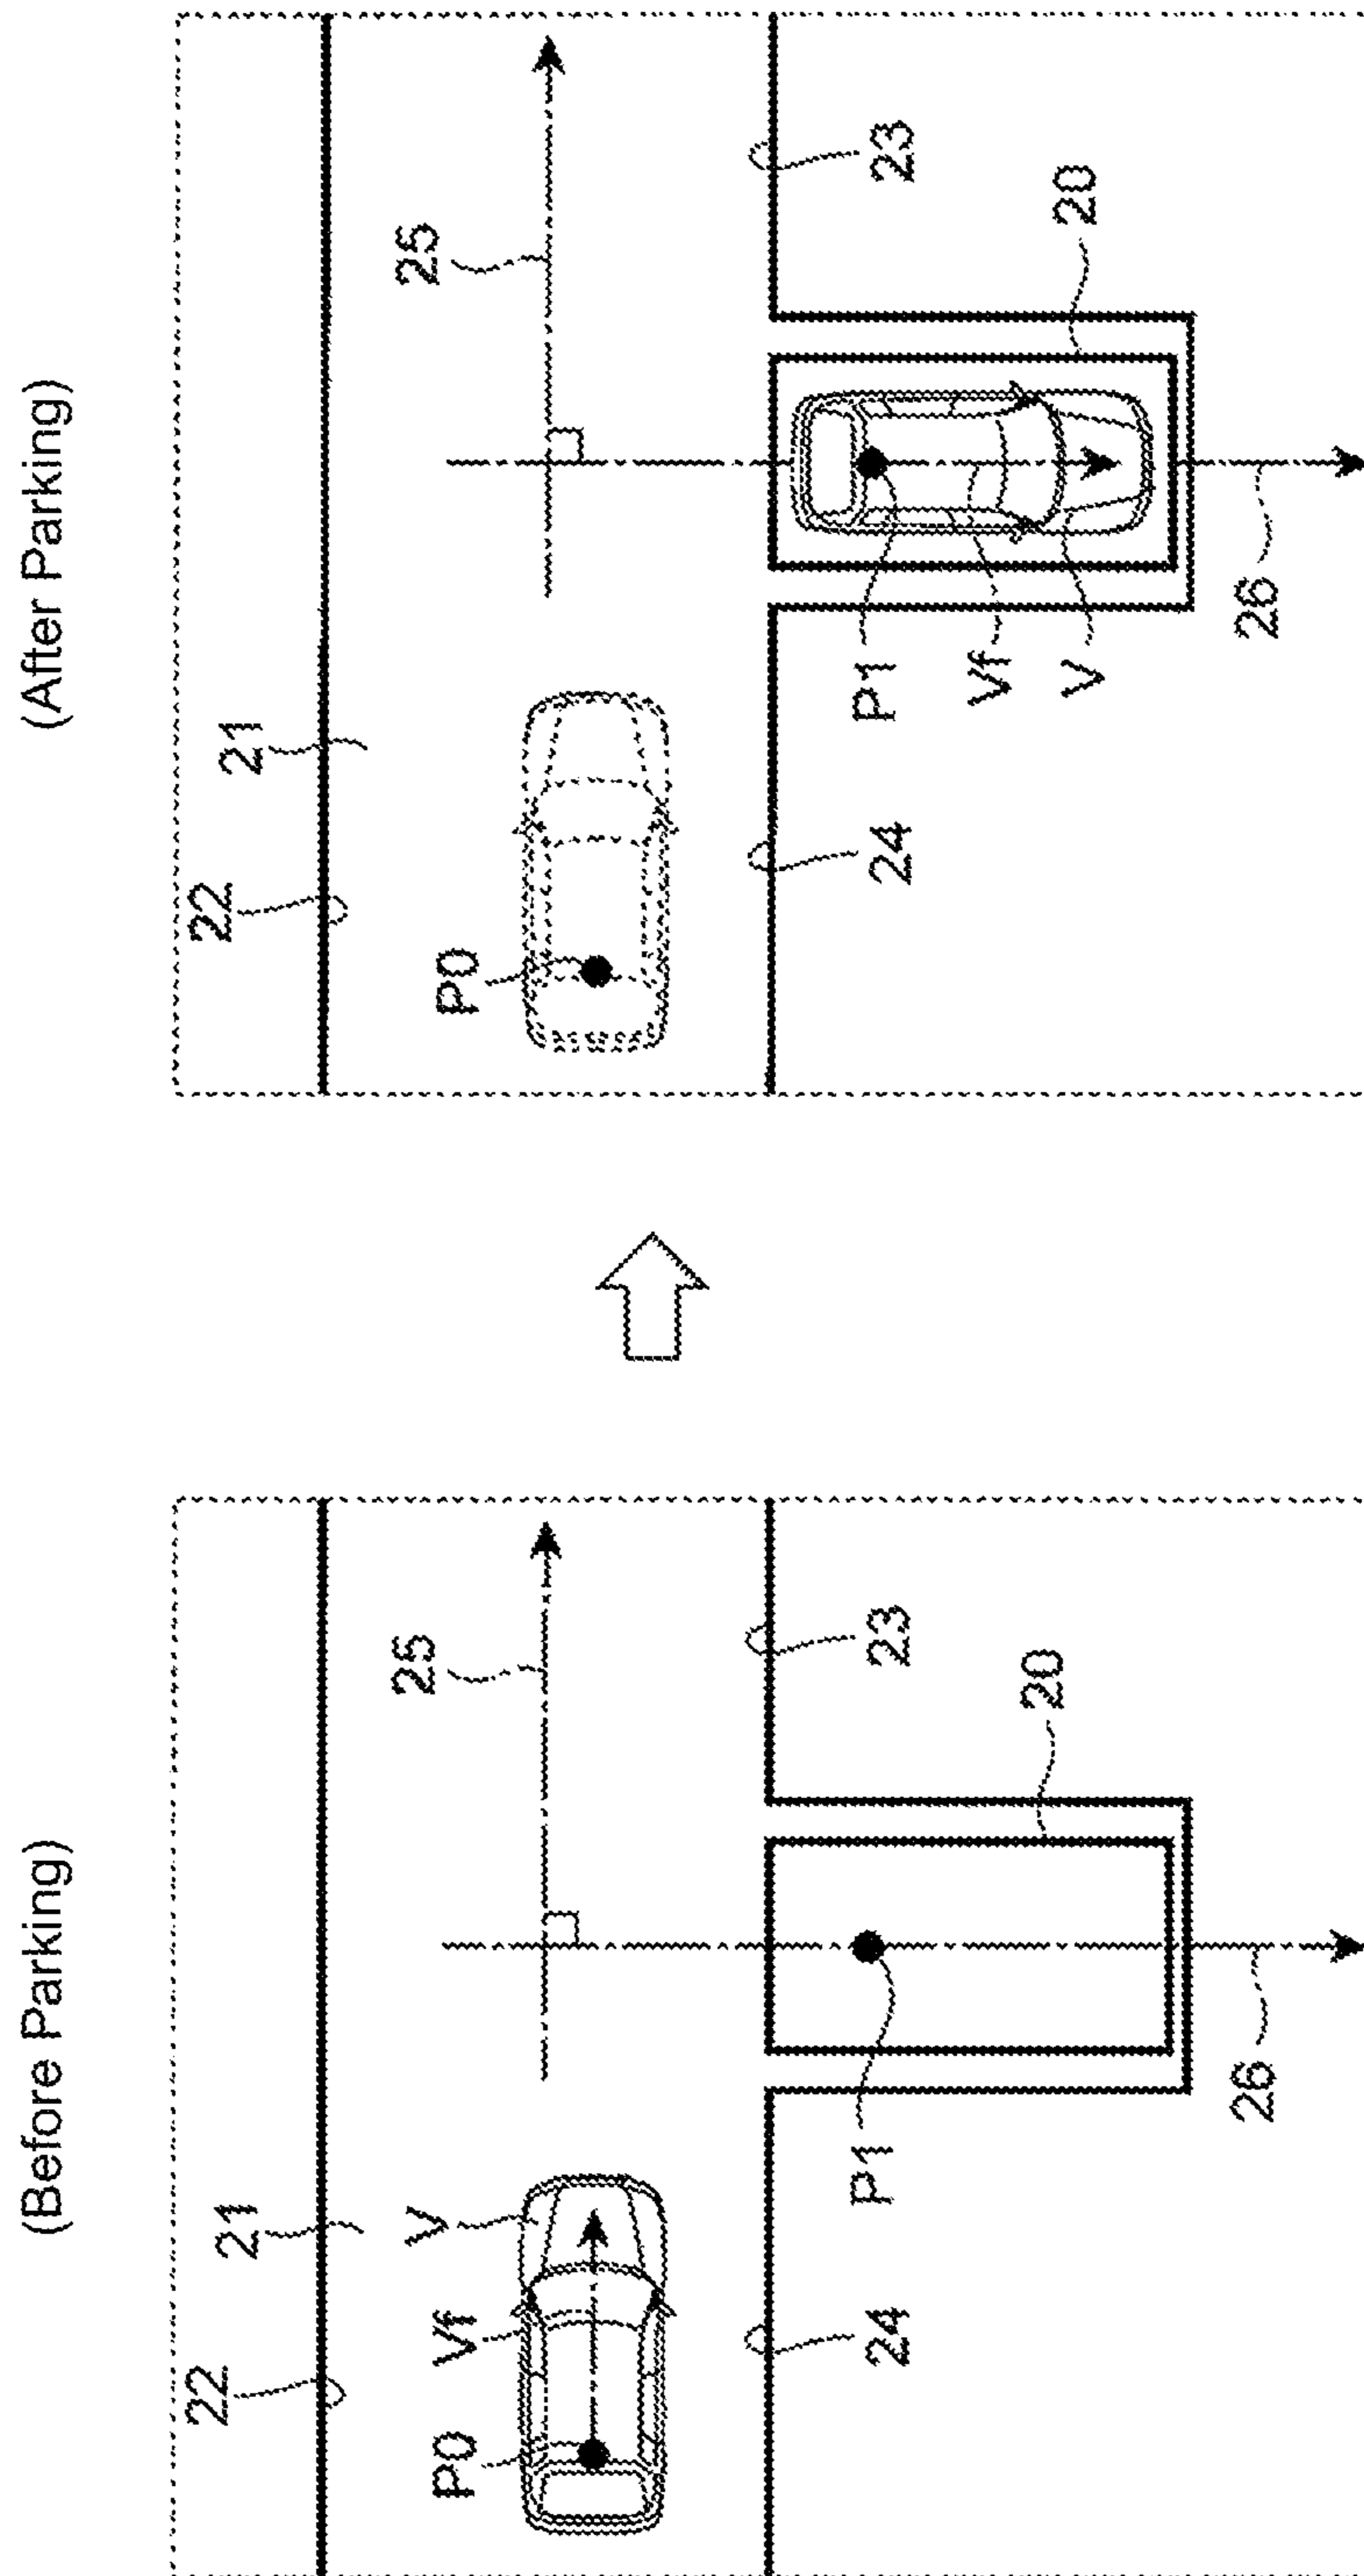 (Before Parking)
22
21
P0
Vf
V
25
24
23
P1
20
26
(After Parking)
22
21
P0
25
24
23
P1
Vf
V
20
26